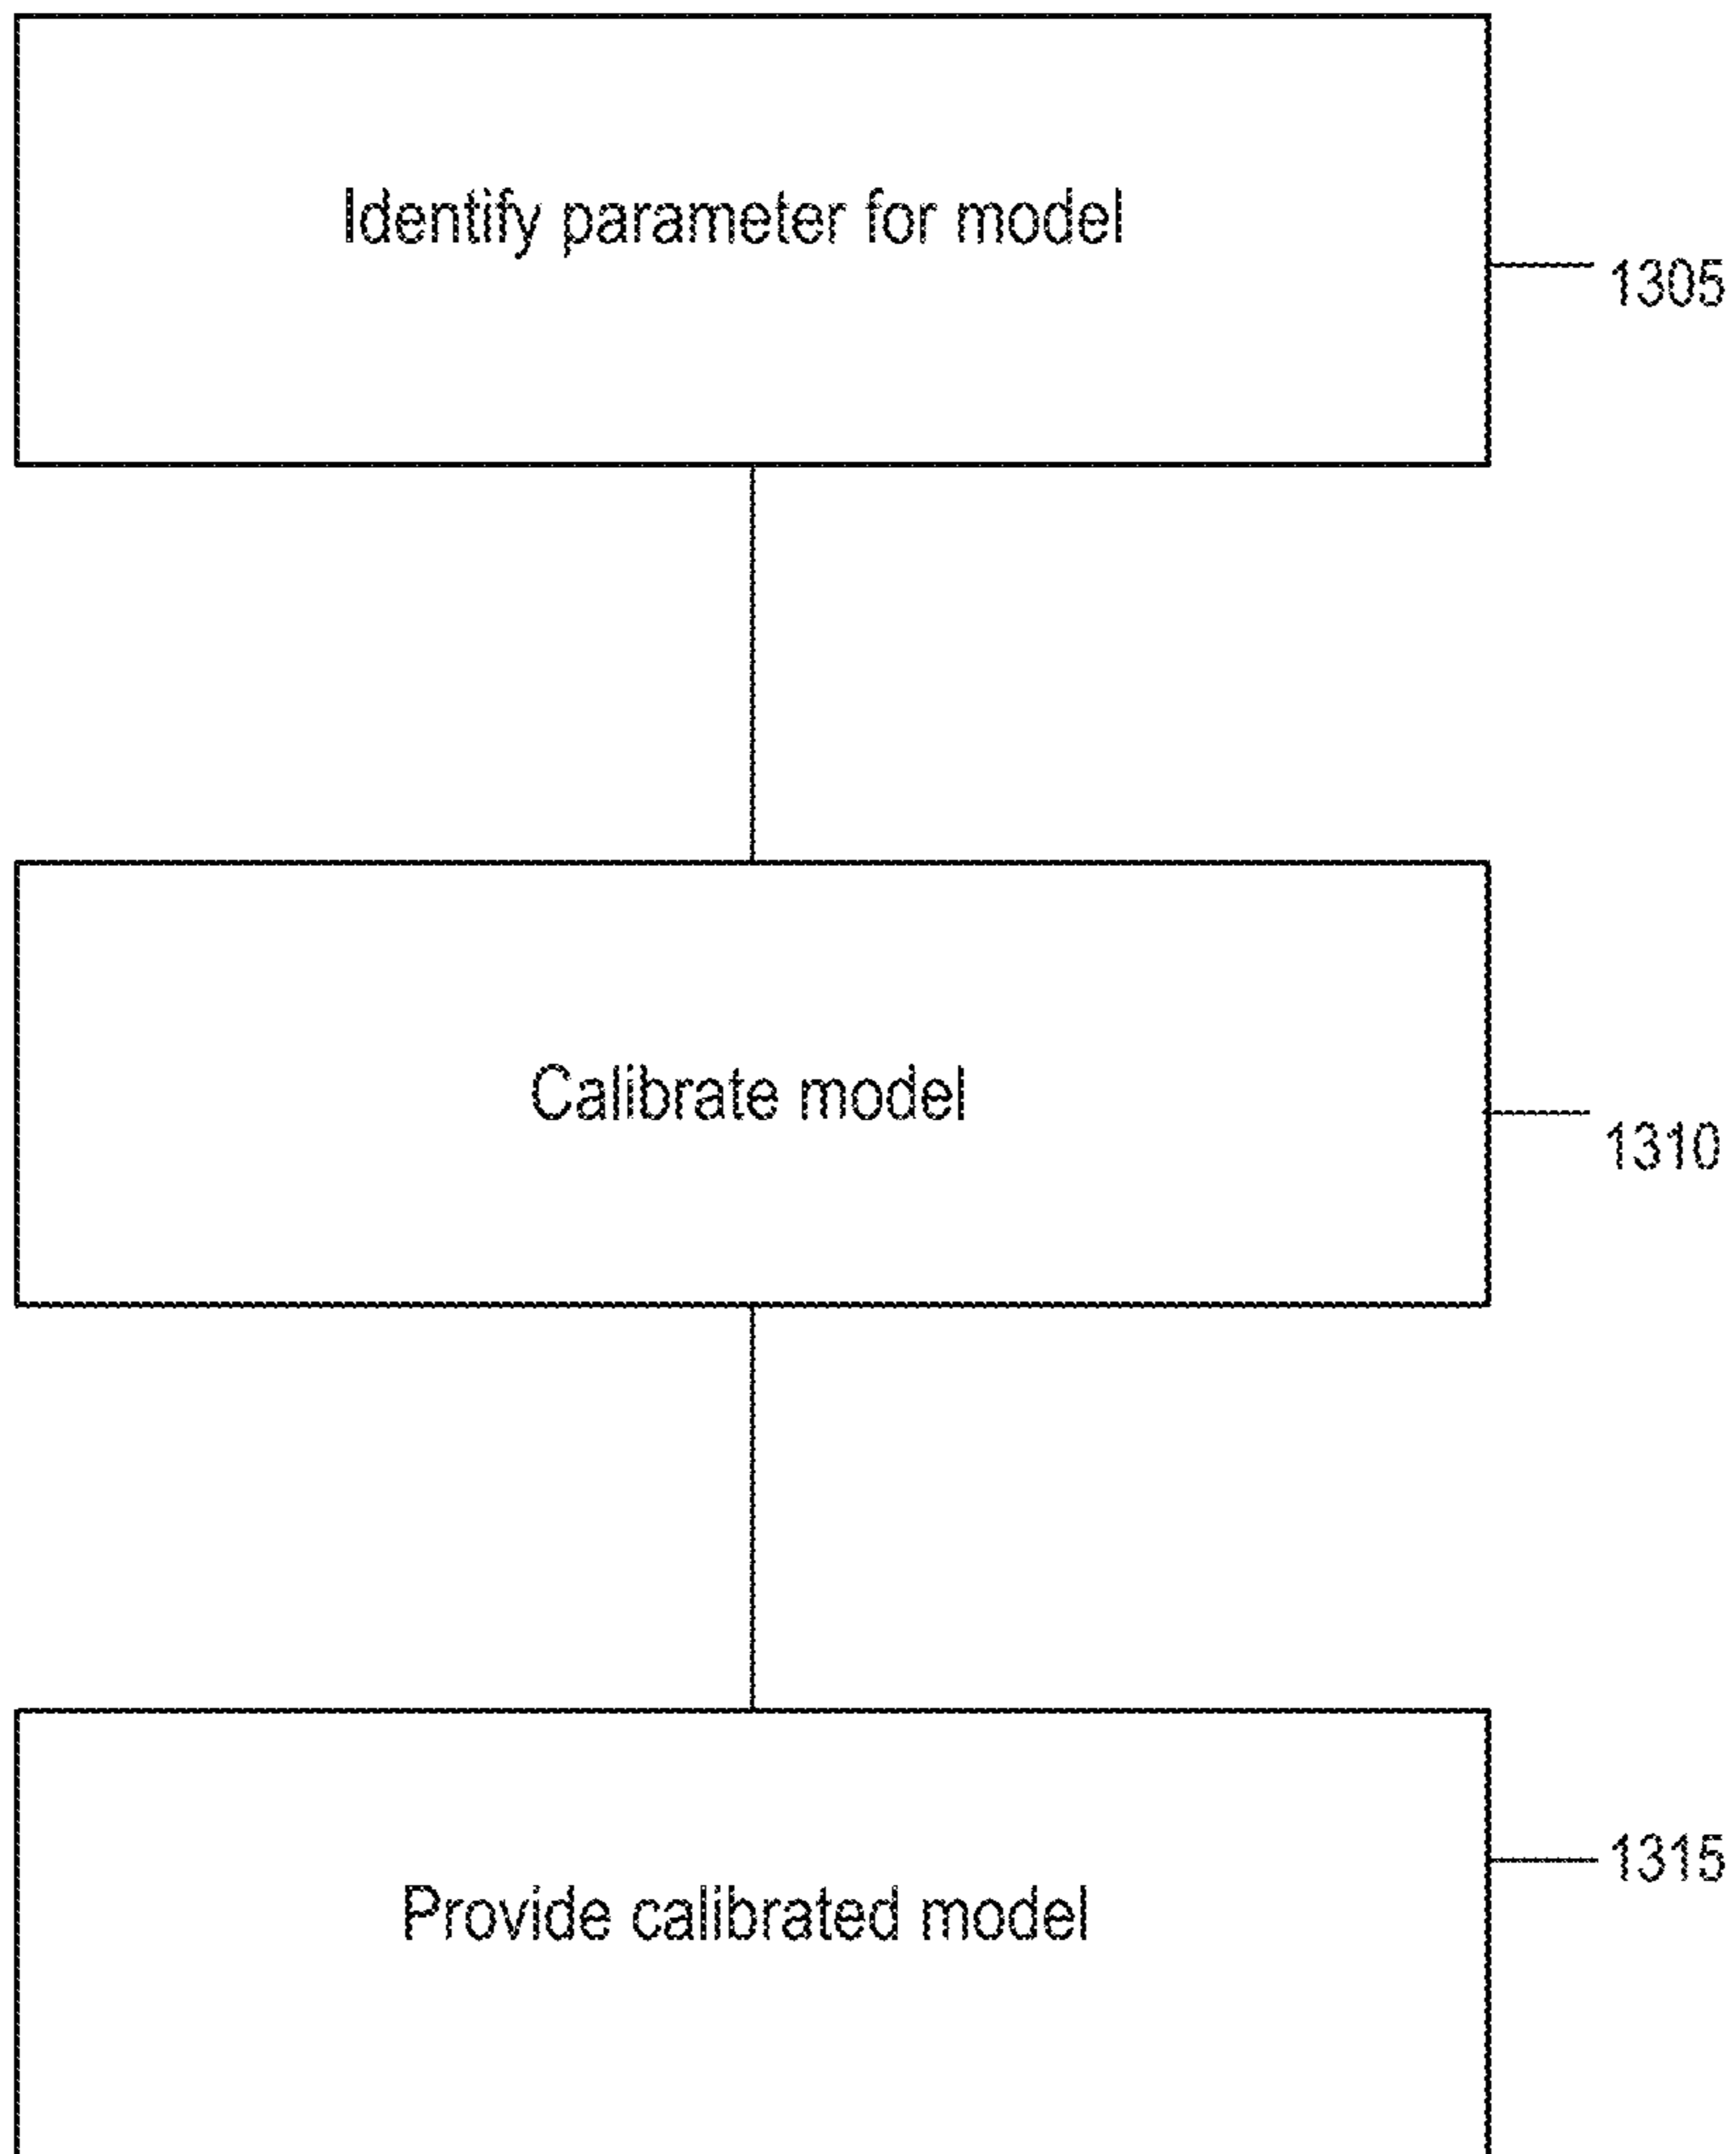 Identify parameter for model
1305
Calibrate model
1310
1315
Provide calibrated model